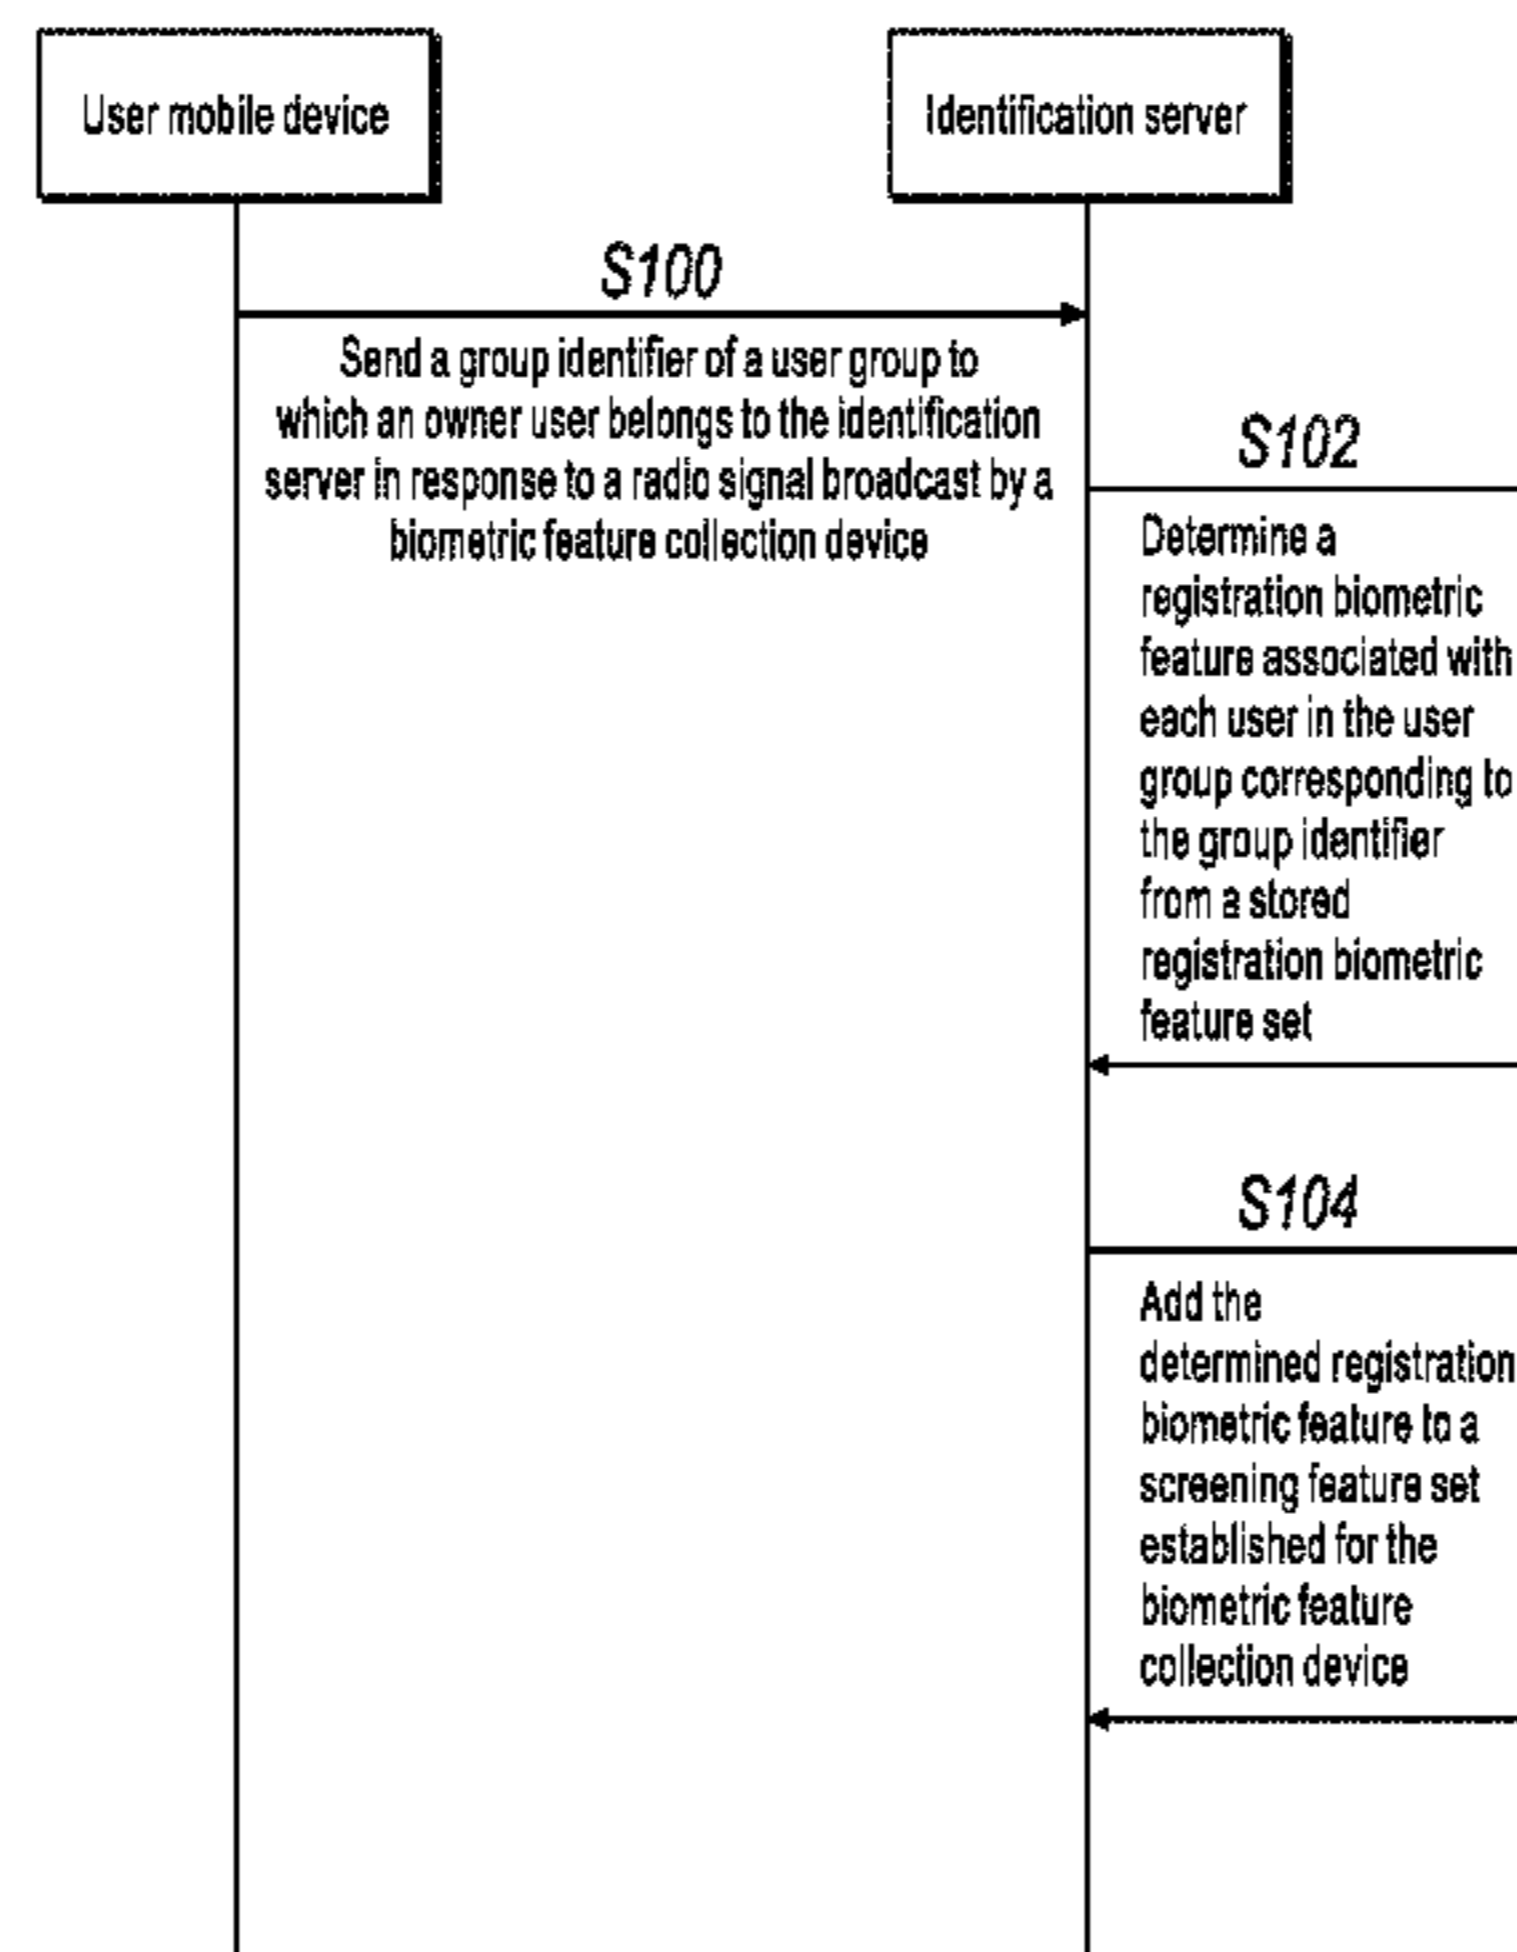 User mobile device
Identification server
S100
Send a group identifier of a user group to
which an owner user belongs to the identification
server in response to a radio signal broadcast by a
biometric feature collection device
S102
Determine a
registration biometric
feature associated with
each user in the user
group corresponding to
the group identifier
from a stored
registration biometric
feature set
S104
Add the
determined registration
biometric feature to a
screening feature set
established for the
biometric feature
collection device